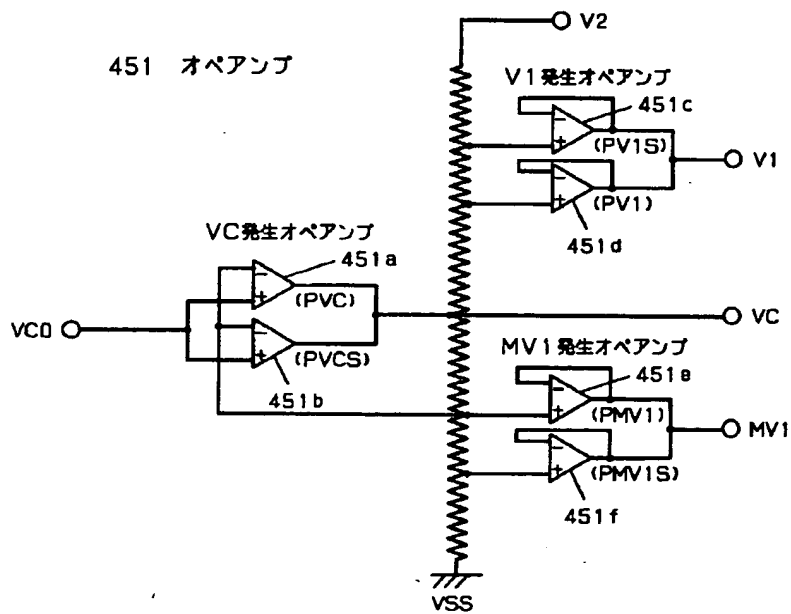 451 オペアンプ
V2
V1発生オペアンプ
451c
(PV1S)
V1
(PV1)
451d
VC発生オペアンプ
451a
(PVC)
VC0
(PVCS)
451b
VC
MV1発生オペアンプ
451e
(PMV1)
MV1
(PMV1S)
451f
VSS